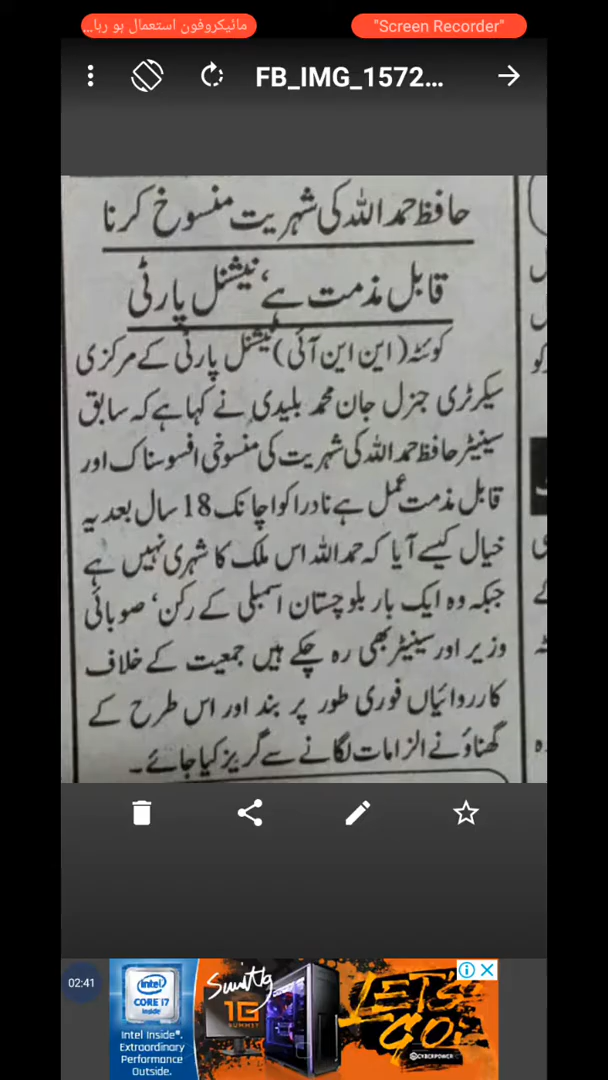 مائیکروفون استعمال ہو رہا...
"Screen Recorder"
FB_IMG_1572...
حافظ حمداللہ کی شہریت منسوخ کرنا
قابل مذمت ہے، نیشنل پارٹی
کوئٹہ (این این آئی) نیشنل پارٹی کے مرکزی
سیکرٹری جنرل جان محمد بلیدی نے کہا ہے کہ سابق
سینیٹر حافظ حمداللہ کی شہریت کی منسوخی افسوسناک اور
قابل مذمت عمل ہے نادرا کو اچانک 18 سال بعد یہ
خیال کیسے آیا کہ حمداللہ اس ملک کا شہری نہیں ہے
جبکہ وہ ایک بار بلوچستان اسمبلی کے رکن، صوبائی
وزیر اور سینیٹر بھی رہ چکے ہیں جمعیت کے خلاف
کارروائیاں فوری طور پر بند اور اس طرح کے
گھناؤنے الزامات لگانے سے گریز کیا جائے۔
02:41
intel
CORE i7
inside
Intel Inside®.
Extraordinary
Performance
Outside.
Summit1g
1G
SUMMIT
LET'S
GO
CYBERPOWER